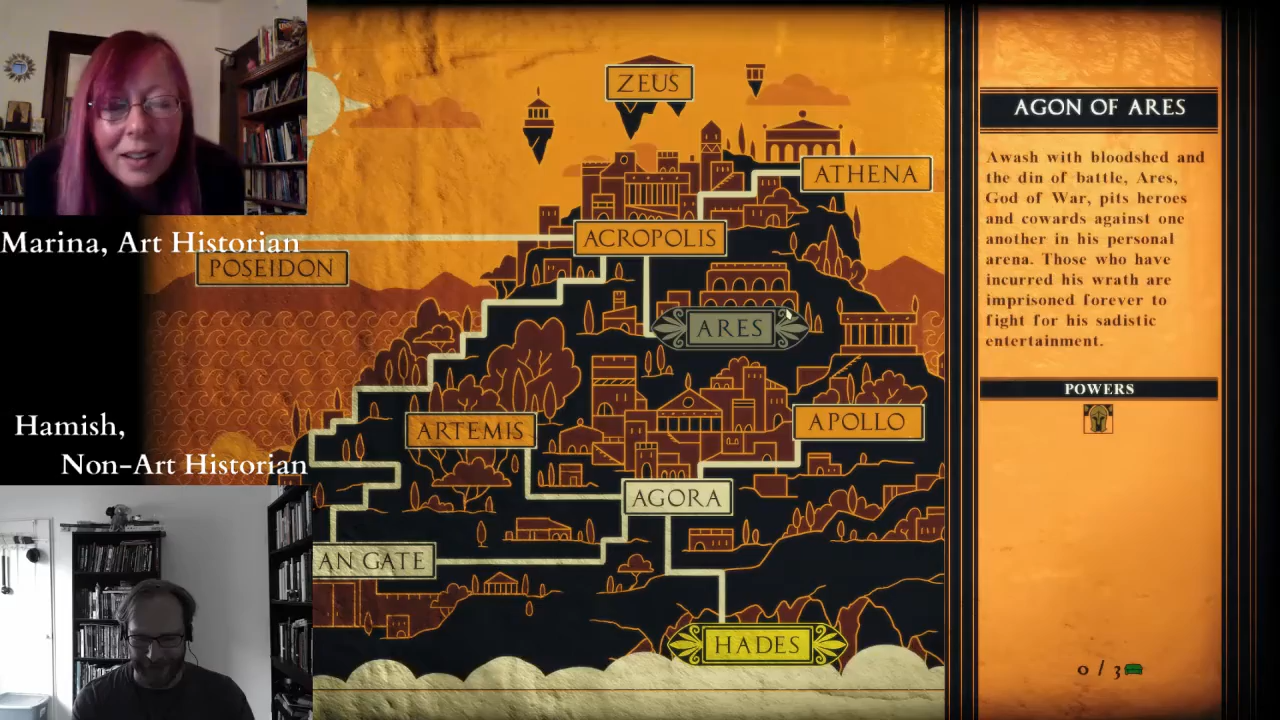 Marina, Art Historian
Hamish,
Non-Art Historian
ZEUS
ATHENA
ACROPOLIS
POSEIDON
ARES
ARTEMIS
APOLLO
AGORA
AN GATE
HADES
AGON OF ARES
Awash with bloodshed and
the din of battle, Ares,
God of War, pits heroes
and cowards against one
another in his personal
arena. Those who have
incurred his wrath are
imprisoned forever to
fight for his sadistic
entertainment.
POWERS
0 / 3